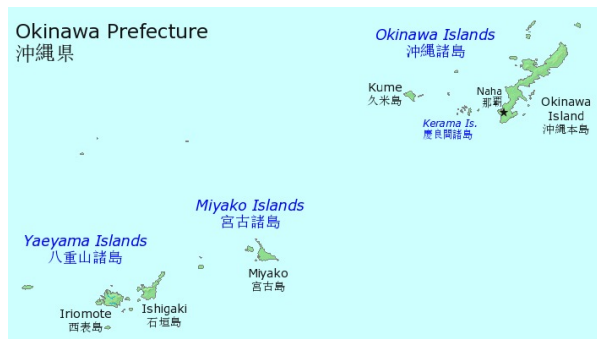 Okinawa Prefecture
沖縄県
Okinawa Islands
沖縄諸島
Kume
久米島
Naha
那覇
Kerama Is.
慶良間諸島
Okinawa
Island
沖縄本島
Miyako Islands
宮古諸島
Miyako
宮古島
Yaeyama Islands
八重山諸島
Ishigaki
石垣島
Iriomote
西表島